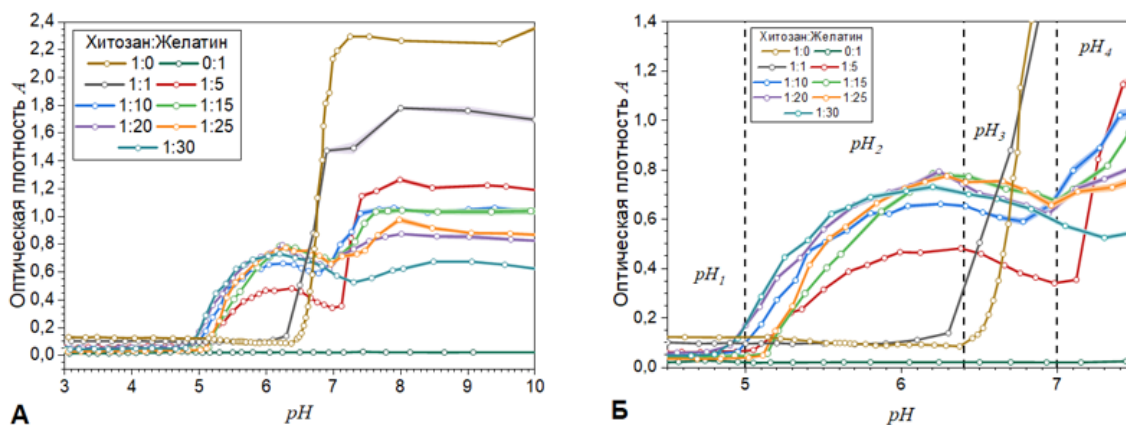 Оптическая плотность A
2,4
2,2
2,0
1,8
1,6
1,4
1,2
1,0
0,8
0,6
0,4
0,2
0,0
Хитозан:Желатин
1:0 0:1
1:1 1:5
1:10 1:15
1:20 1:25
1:30
3 4 5 6 7 8 9 10
pH
А
Оптическая плотность A
1,4
1,2
1,0
0,8
0,6
0,4
0,2
0,0
Хитозан:Желатин
1:0 0:1
1:1 1:5
1:10 1:15
1:20 1:25
1:30
pH1
pH2
pH3
pH4
5 6 7
pH
Б